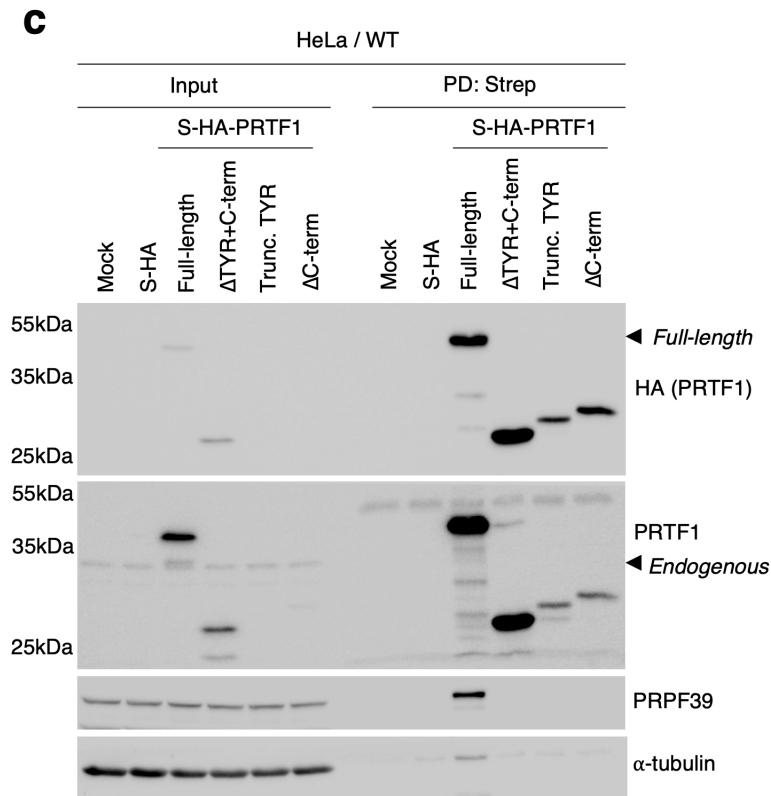 C
HeLa / WT
Input
PD: Strep
S-HA-PRTF1
S-HA-PRTF1
Mock
S-HA
Full-length
ΔTYR+C-term
Trunc. TYR
ΔC-term
Mock
S-HA
Full-length
ΔTYR+C-term
Trunc. TYR
ΔC-term
55kDa
35kDa
25kDa
◀ Full-length
HA (PRTF1)
55kDa
35kDa
25kDa
PRTF1
◀ Endogenous
PRPF39
α-tubulin